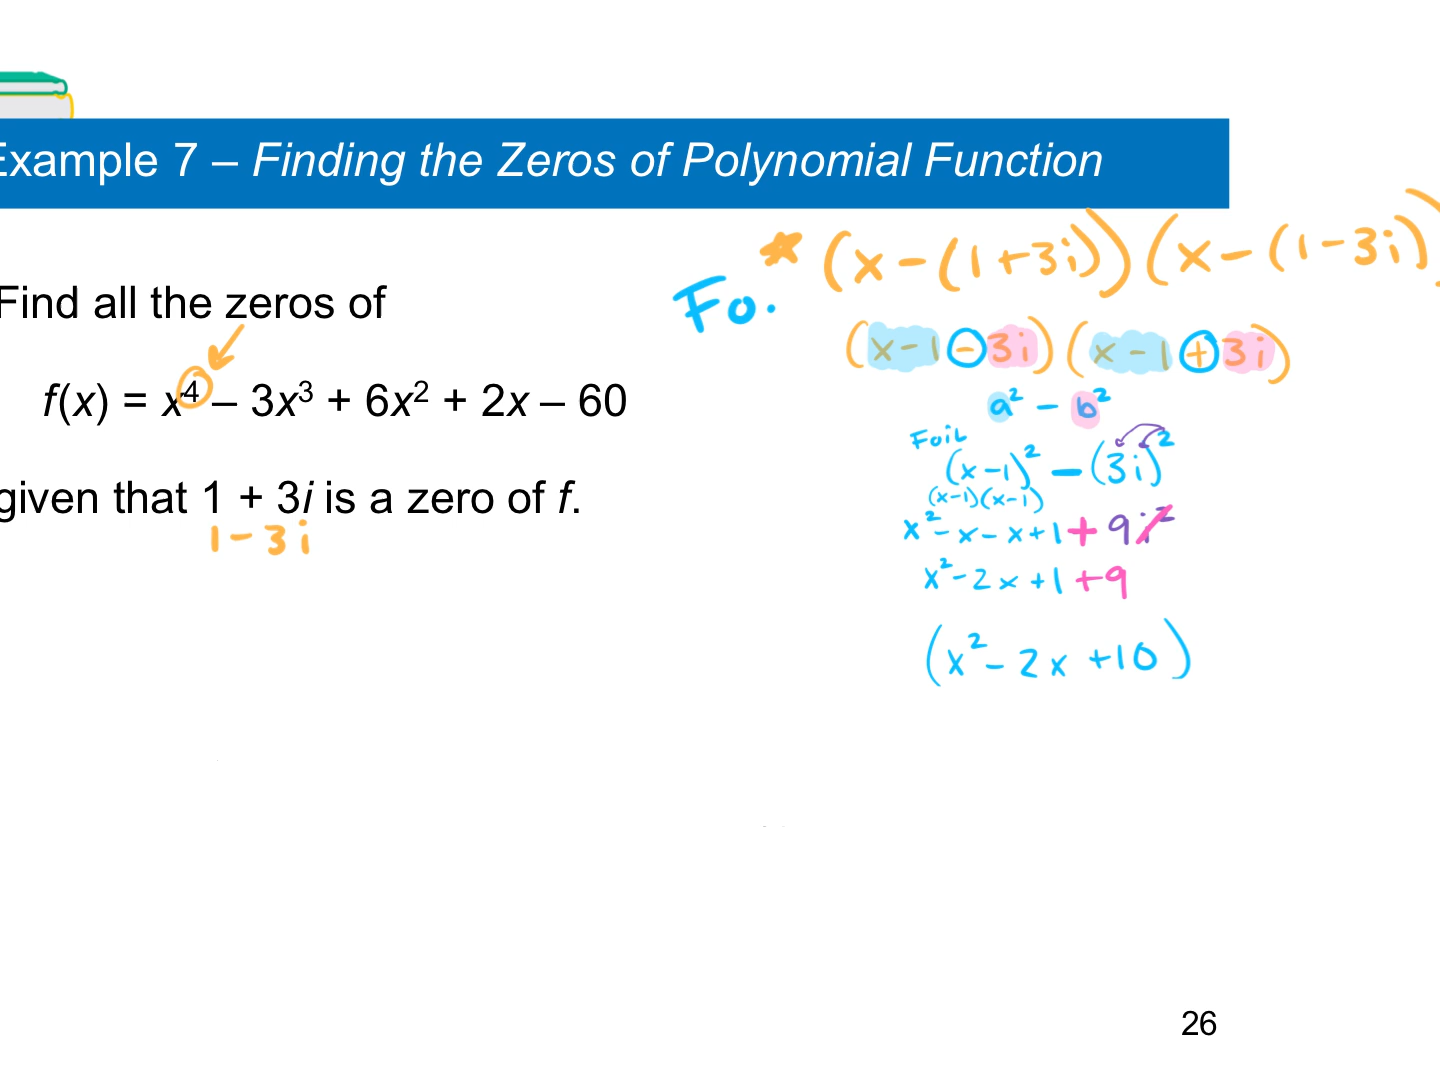 Example 7 – Finding the Zeros of Polynomial Function
(x-(1+3i))(x-(1-3i)
Fo.
Find all the zeros of
(x-1-3i)(x-1+3i)
f(x) = x⁴ – 3x³ + 6x² + 2x – 60
a² - b²
Foil
(x-1)² - (3i)²
given that 1 + 3i is a zero of f.
(x-1)(x-1)
1-3i
x²-x-x+1+9i²
x²-2x+1+9
(x²-2x+10)
26